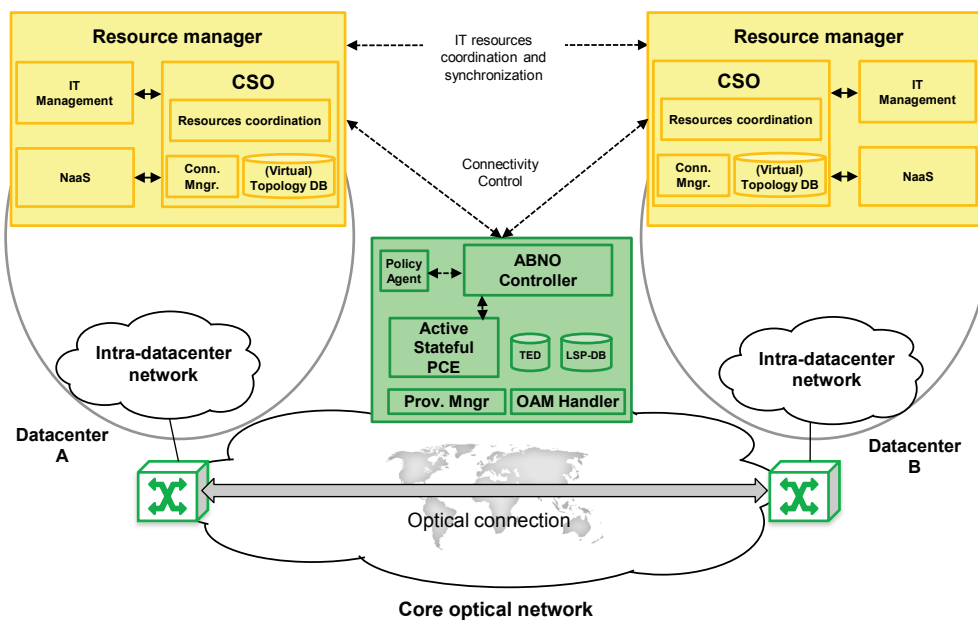 Resource manager
IT
Management
CSO
Resources coordination
NaaS
Conn.
Mngr.
(Virtual)
Topology DB
IT resources
coordination and
synchronization
Connectivity
Control
Resource manager
CSO
IT
Management
Resources coordination
Conn.
Mngr.
(Virtual)
Topology DB
NaaS
Policy
Agent
ABNO
Controller
Active
Stateful
PCE
TED
LSP-DB
Prov. Mngr
OAM Handler
Intra-datacenter
network
Datacenter
A
Intra-datacenter
network
Datacenter
B
Optical connection
Core optical network